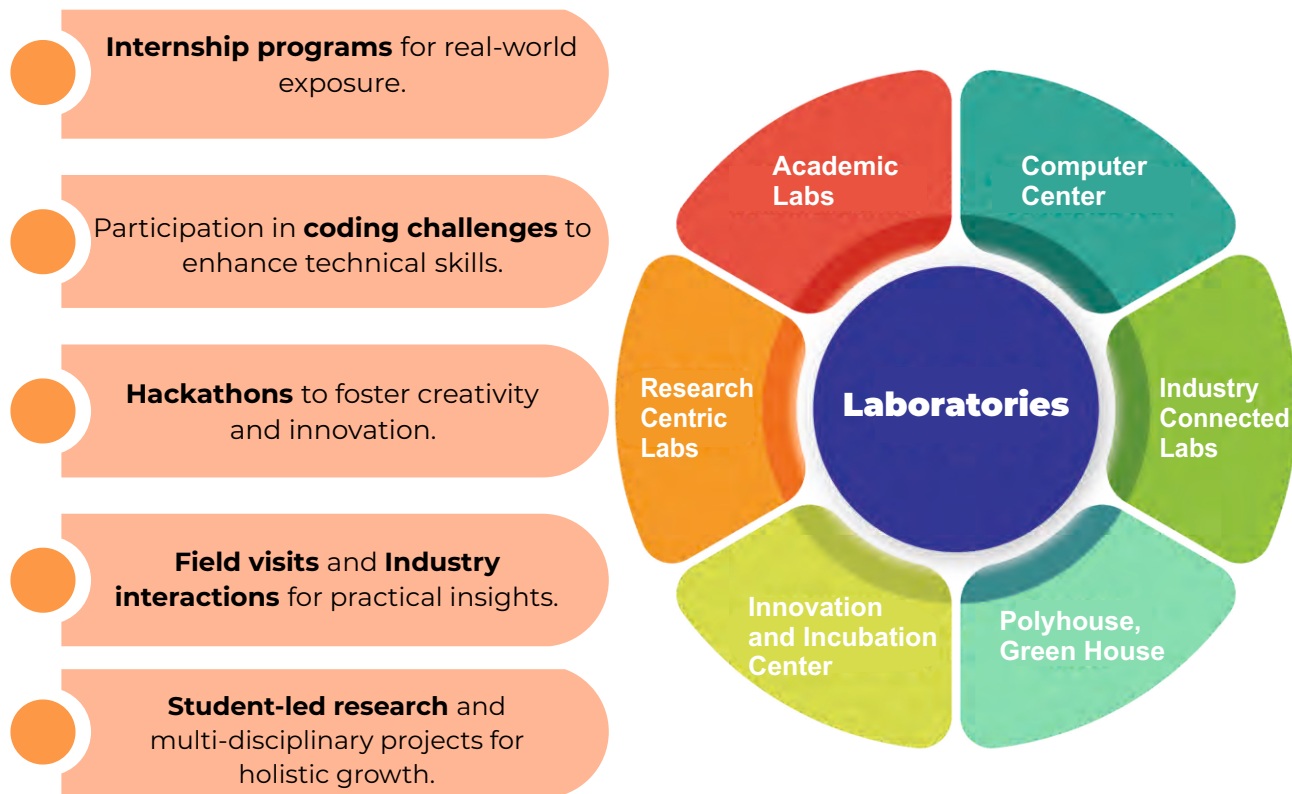 Internship programs for real-world
exposure.
Participation in coding challenges to
enhance technical skills.
Hackathons to foster creativity
and innovation.
Field visits and Industry
interactions for practical insights.
Student-led research and
multi-disciplinary projects for
holistic growth.
Academic
Labs
Computer
Center
Research
Centric
Labs
Laboratories
Industry
Connected
Labs
Innovation
and Incubation
Center
Polyhouse,
Green House